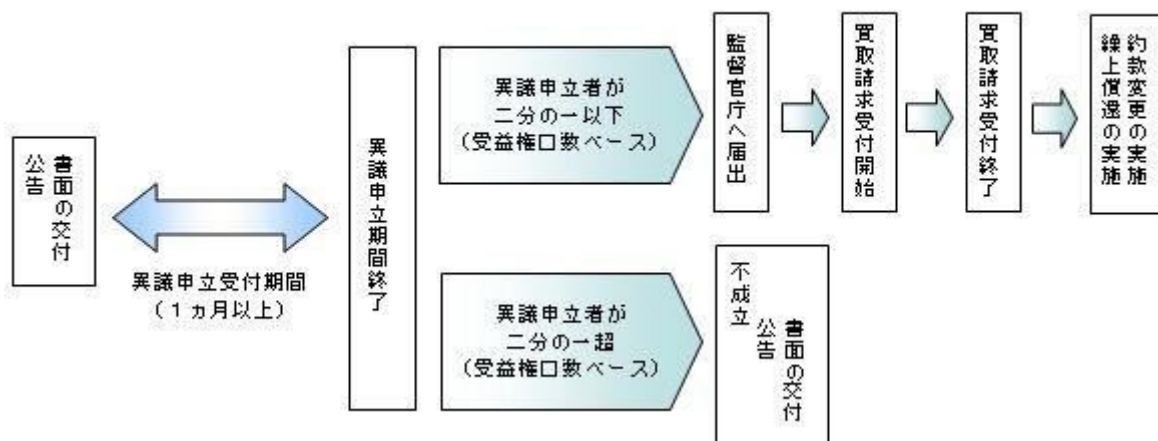 書面の交付
公告
異議申立受付期間
（１ヵ月以上）
異議申立期間終了
異議申立者が
二分の一以下
（受益権口数ベース）
監督官庁へ届出
買取請求受付開始
買取請求受付終了
約款変更の実施
繰上償還の実施
異議申立者が
二分の一超
（受益権口数ベース）
不成立
書面の交付
公告